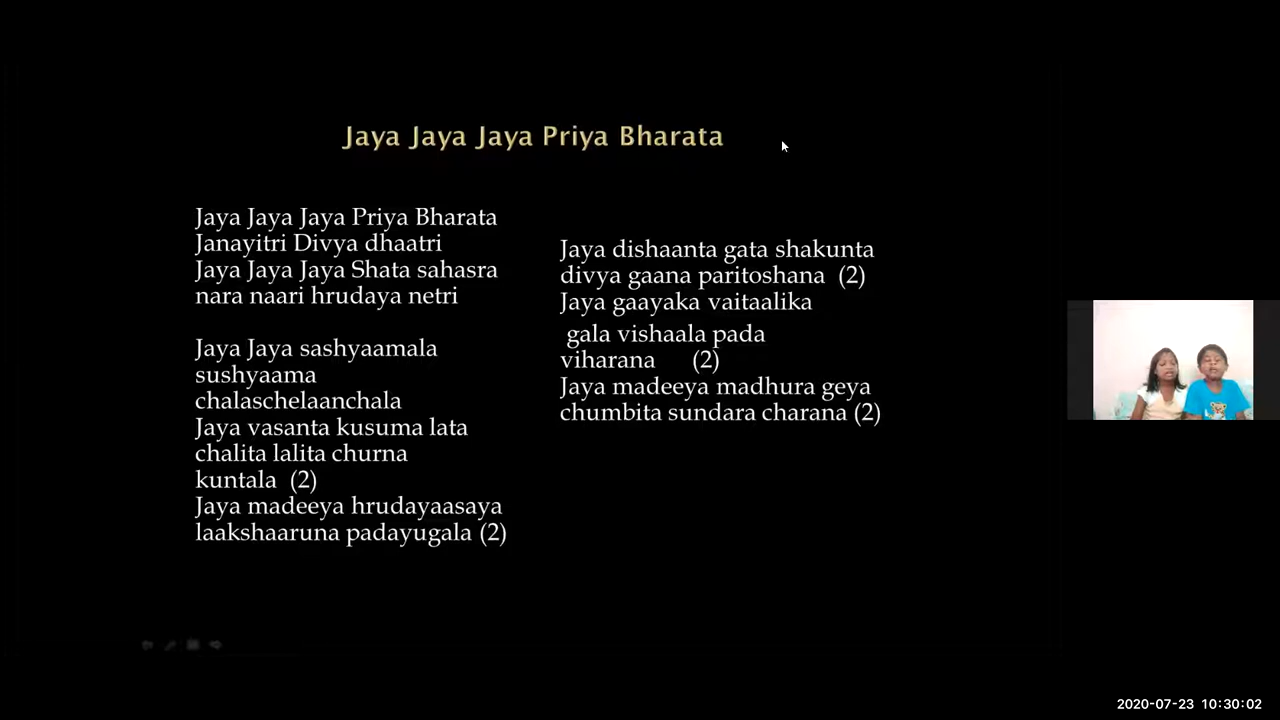 Jaya Jaya Jaya Priya Bharata
Jaya Jaya Jaya Priya Bharata
Janayitri Divya dhaatri
Jaya Jaya Jaya Shata sahasra
nara naari hrudaya netri
Jaya Jaya sashyaamala
sushyaama
chalaschelaanchala
Jaya vasanta kusuma lata
chalita lalita churna
kuntala (2)
Jaya madeeya hrudayaasaya
laakshaaruna padayugala (2)
Jaya dishaanta gata shakunta
divya gaana paritoshana (2)
Jaya gaayaka vaitaalika
gala vishaala pada
viharana (2)
Jaya madeeya madhura geya
chumbita sundara charana (2)
2020-07-23 10:30:02